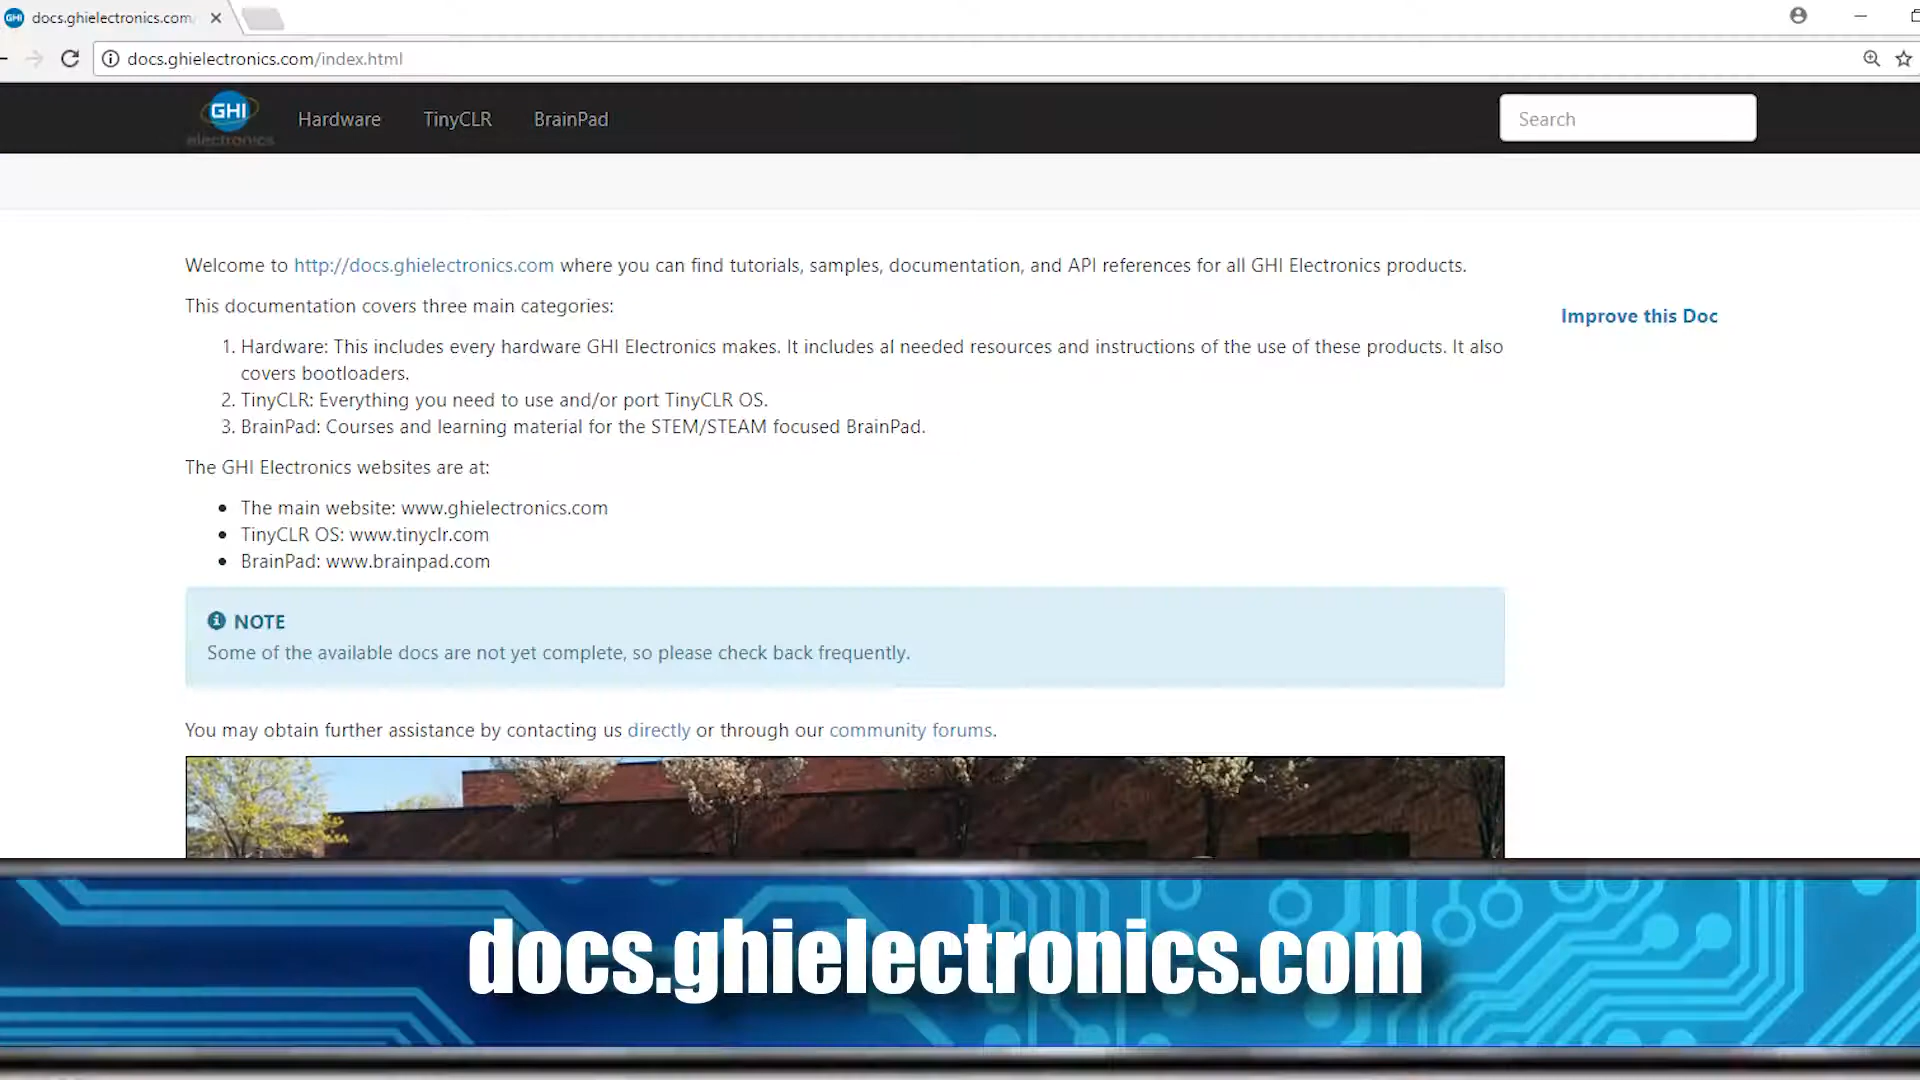 docs.ghielectronics.com/
docs.ghielectronics.com/index.html
GHI
electronics
Hardware
TinyCLR
BrainPad
Search
Welcome to http://docs.ghielectronics.com where you can find tutorials, samples, documentation, and API references for all GHI Electronics products.
This documentation covers three main categories:
Improve this Doc
1. Hardware: This includes every hardware GHI Electronics makes. It includes al needed resources and instructions of the use of these products. It also
covers bootloaders.
2. TinyCLR: Everything you need to use and/or port TinyCLR OS.
3. BrainPad: Courses and learning material for the STEM/STEAM focused BrainPad.
The GHI Electronics websites are at:
• The main website: www.ghielectronics.com
• TinyCLR OS: www.tinyclr.com
• BrainPad: www.brainpad.com
NOTE
Some of the available docs are not yet complete, so please check back frequently.
You may obtain further assistance by contacting us directly or through our community forums.
docs.ghielectronics.com